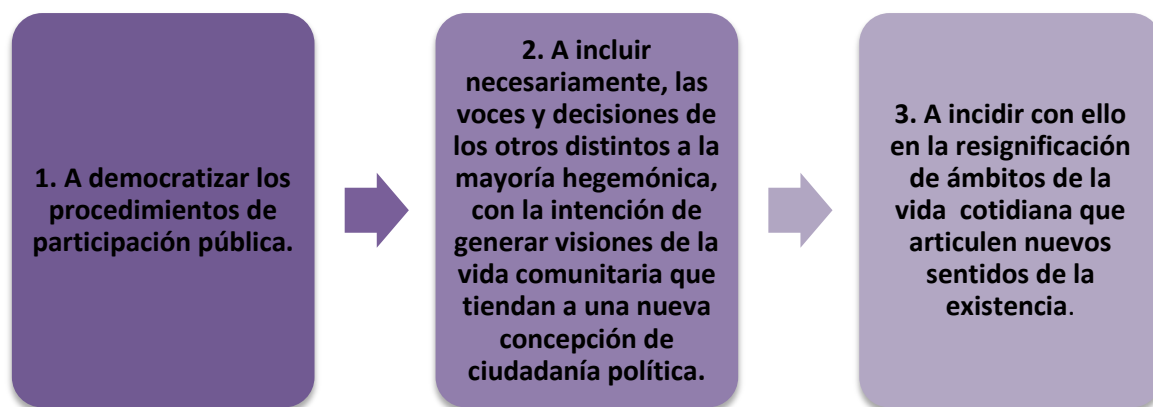 1. A democratizar los
procedimientos de
participación pública.
2. A incluir
necesariamente, las
voces y decisiones de
los otros distintos a la
mayoría hegemónica,
con la intención de
generar visiones de la
vida comunitaria que
tiendan a una nueva
concepción de
ciudadanía política.
3. A incidir con ello
en la resignificación
de ámbitos de la
vida cotidiana que
articulen nuevos
sentidos de la
existencia.